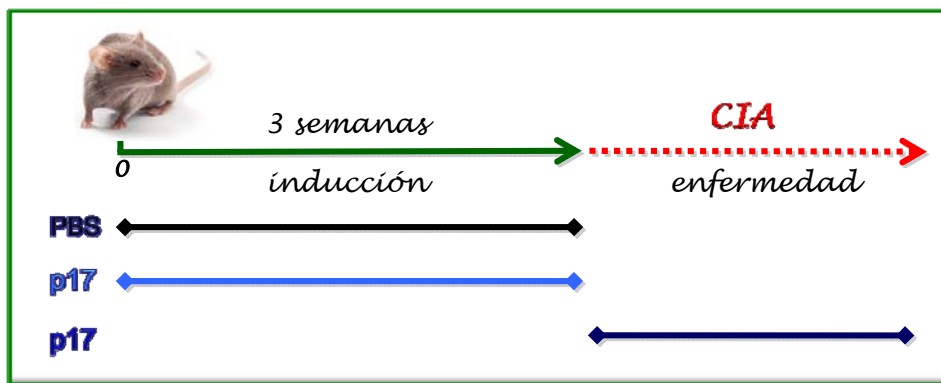 3 semanas
CIA
0
inducción
enfermedad
PBS
p17
p17